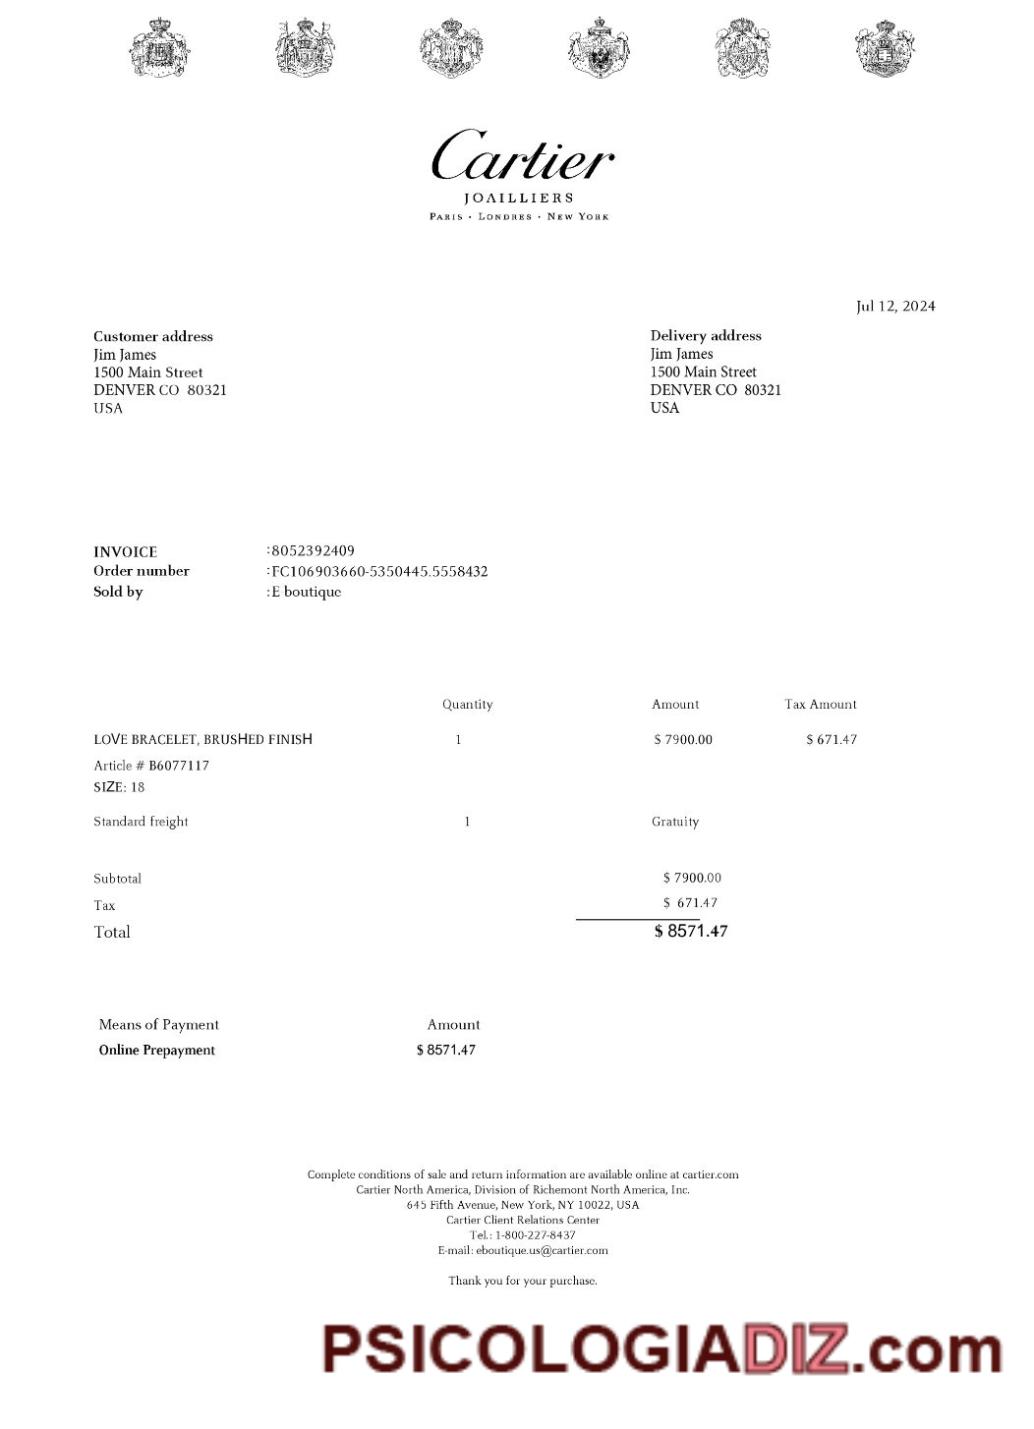 Cartier
JOAILLIERS
PARIS · LONDRES · NEW YORK
Jul 12, 2024
Customer address
Jim James
1500 Main Street
DENVER CO 80321
USA
Delivery address
Jim James
1500 Main Street
DENVER CO 80321
USA
INVOICE :8052392409
Order number :FC106903660-5350445.5558432
Sold by :E boutique
Quantity Amount Tax Amount
LOVE BRACELET, BRUSHED FINISH 1 $ 7900.00 $ 671.47
Article # B6077117
SIZE: 18
Standard freight 1 Gratuity
Subtotal $ 7900.00
Tax $ 671.47
Total $ 8571.47
Means of Payment Amount
Online Prepayment $ 8571.47
Complete conditions of sale and return information are available online at cartier.com
Cartier North America, Division of Richemont North America, Inc.
645 Fifth Avenue, New York, NY 10022, USA
Cartier Client Relations Center
Tel.: 1-800-227-8437
E-mail: eboutique.us@cartier.com
Thank you for your purchase.
PSICOLOGIADIZ.com